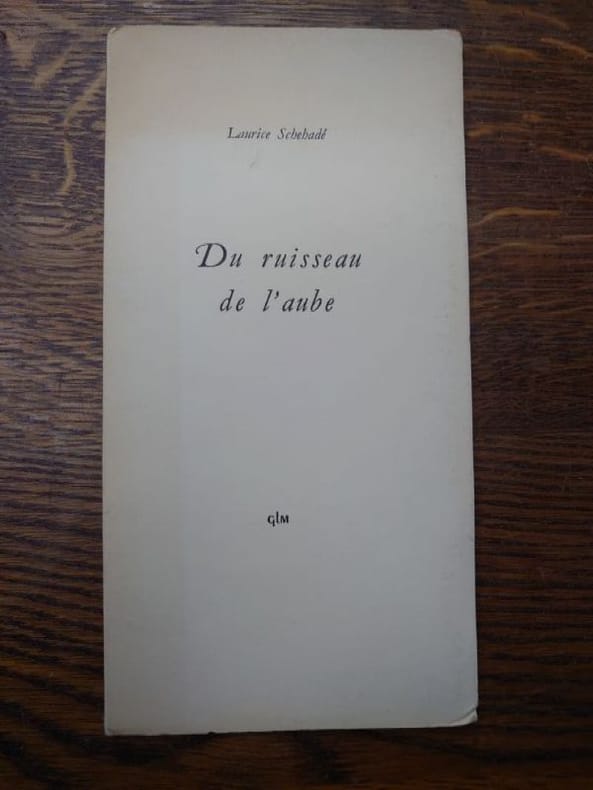 Laurice Schehadé
Du ruisseau
de l'aube
GLM